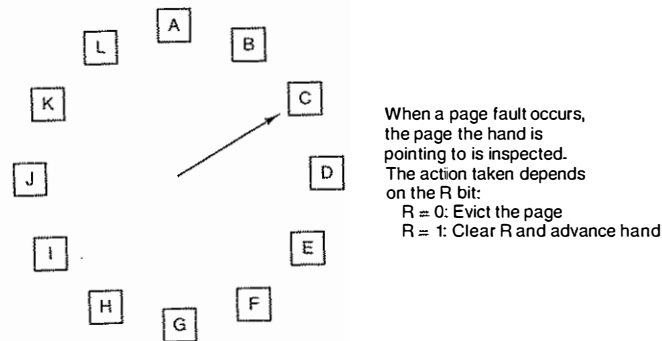 A
B
C
D
E
F
G
H
I
J
K
L
When a page fault occurs,
the page the hand is
pointing to is inspected.
The action taken depends
on the R bit:
R = 0: Evict the page
R = 1: Clear R and advance hand